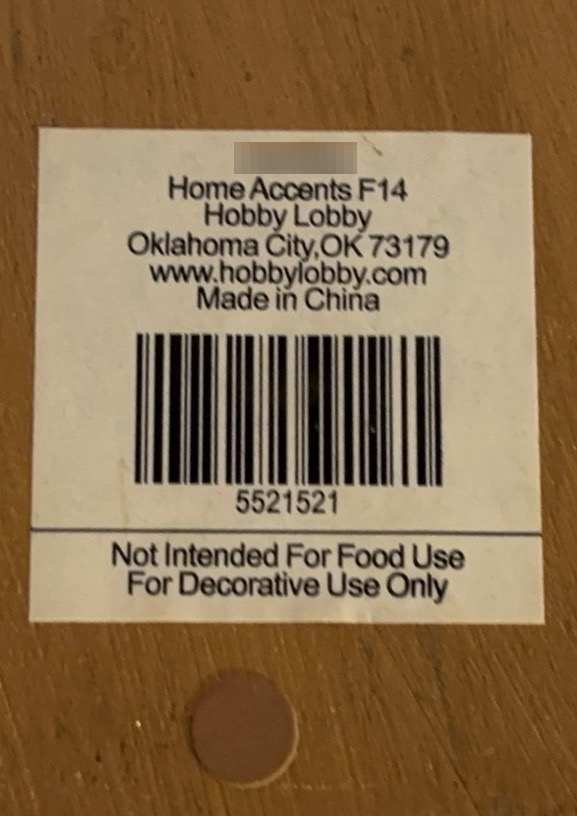 Home Accents F14
Hobby Lobby
Oklahoma City,OK 73179
www.hobbylobby.com
Made in China
5521521
Not Intended For Food Use
For Decorative Use Only